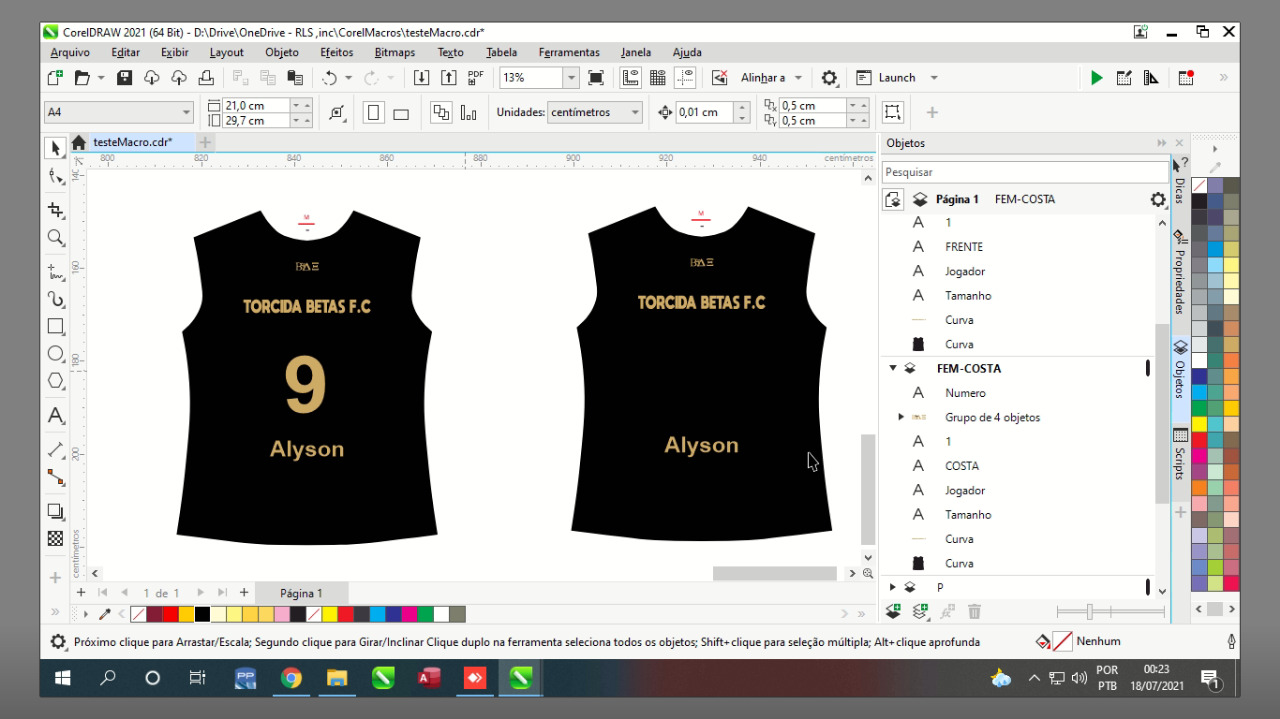 CorelDRAW 2021 (64 Bit) - D:\Drive\OneDrive - RLS ,inc\CorelMacros\testeMacro.cdr*
Arquivo Editar Exibir Layout Objeto Efeitos Bitmaps Texto Tabela Ferramentas Janela Ajuda
PDF 13% Alinhar a Launch
A4 21,0 cm 29,7 cm Unidades: centímetros 0,01 cm 0,5 cm 0,5 cm
testeMacro.cdr*
800 820 840 860 880 900 920 940 centímetros
160
180
200
centímetros
M
TORCIDA BETAS F.C
9
Alyson
M
TORCIDA BETAS F.C
Alyson
Objetos
Pesquisar
Página 1 FEM-COSTA
1
FRENTE
Jogador
Tamanho
Curva
Curva
FEM-COSTA
Numero
Grupo de 4 objetos
1
COSTA
Jogador
Tamanho
Curva
Curva
P
Dicas
Propriedades
Objetos
Scripts
1 de 1 Página 1
Próximo clique para Arrastar/Escala; Segundo clique para Girar/Inclinar Clique duplo na ferramenta seleciona todos os objetos; Shift+clique para seleção múltipla; Alt+clique aprofunda
Nenhum
POR
PTB
00:23
18/07/2021
1